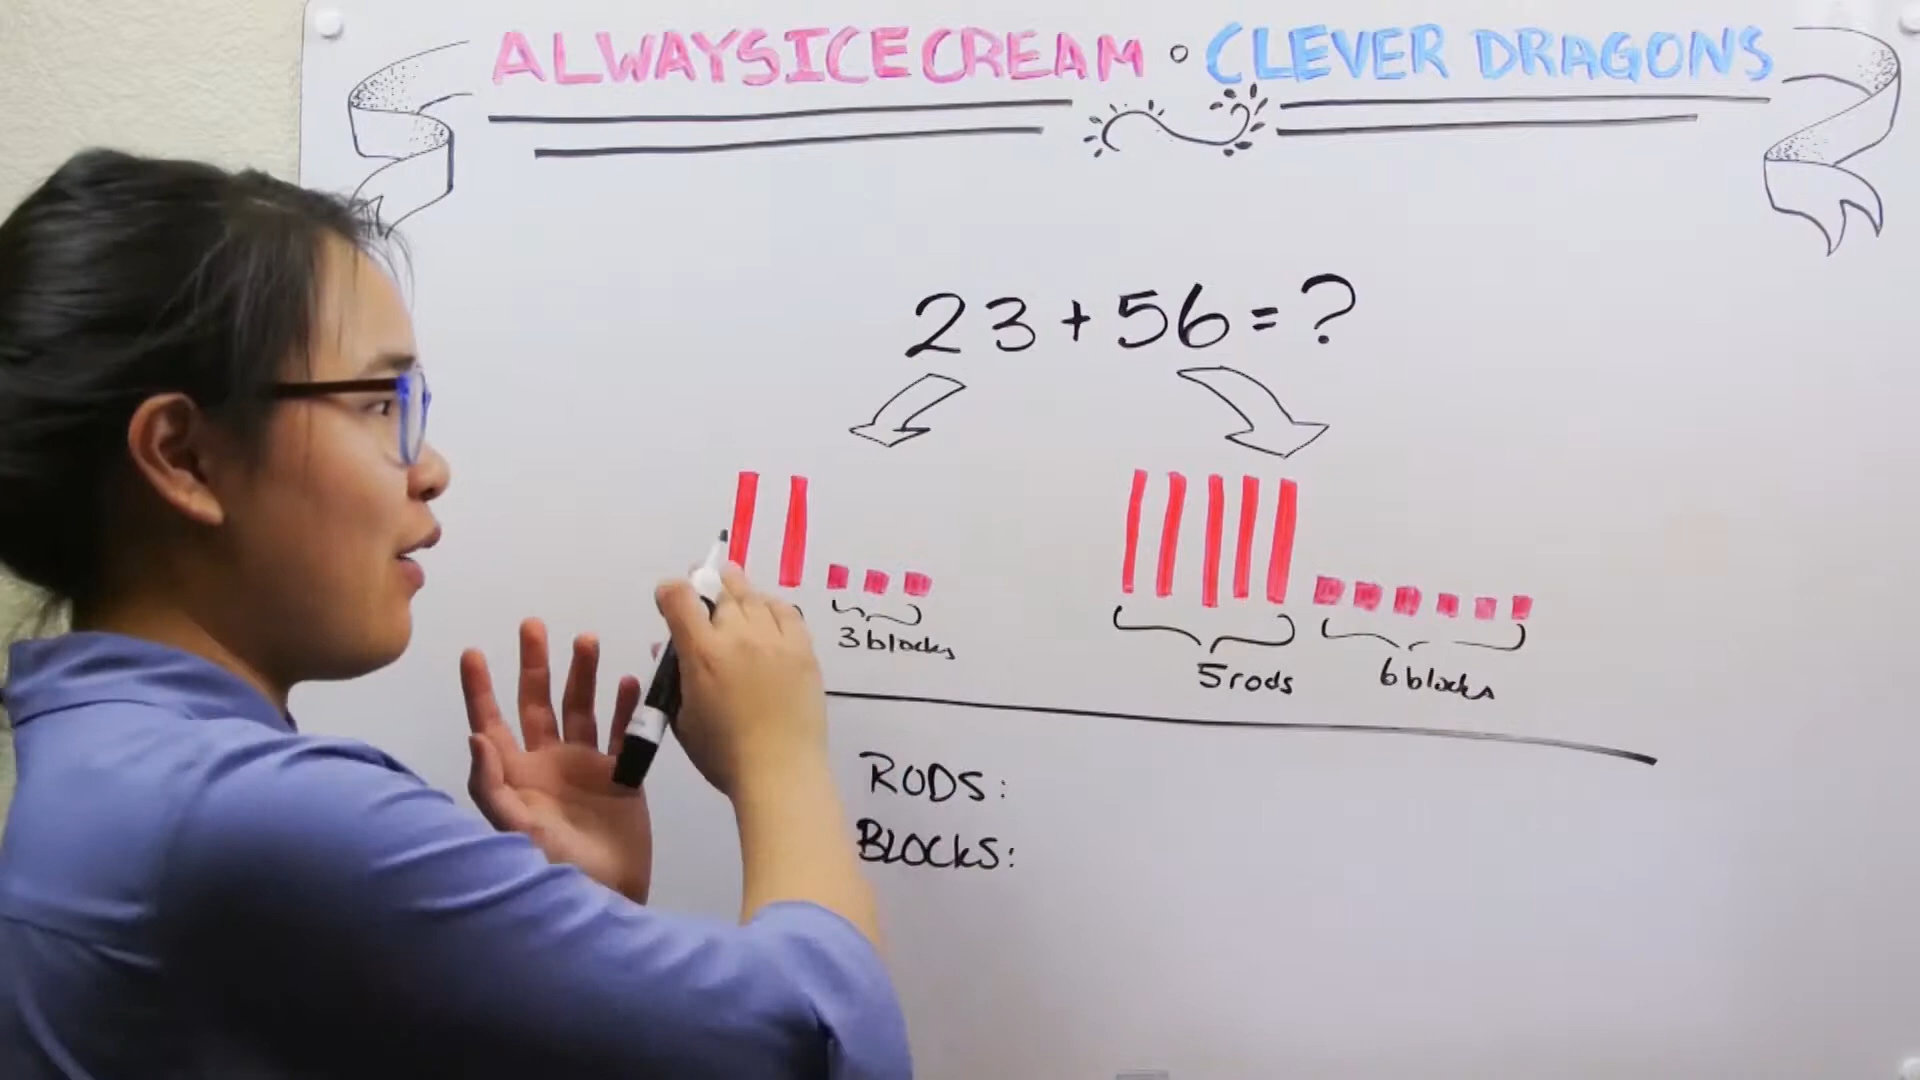 ALWAYSICECREAM • CLEVER DRAGONS
23+56=?
3 blocks
5 rods
6 blocks
RODS:
BLOCKS: